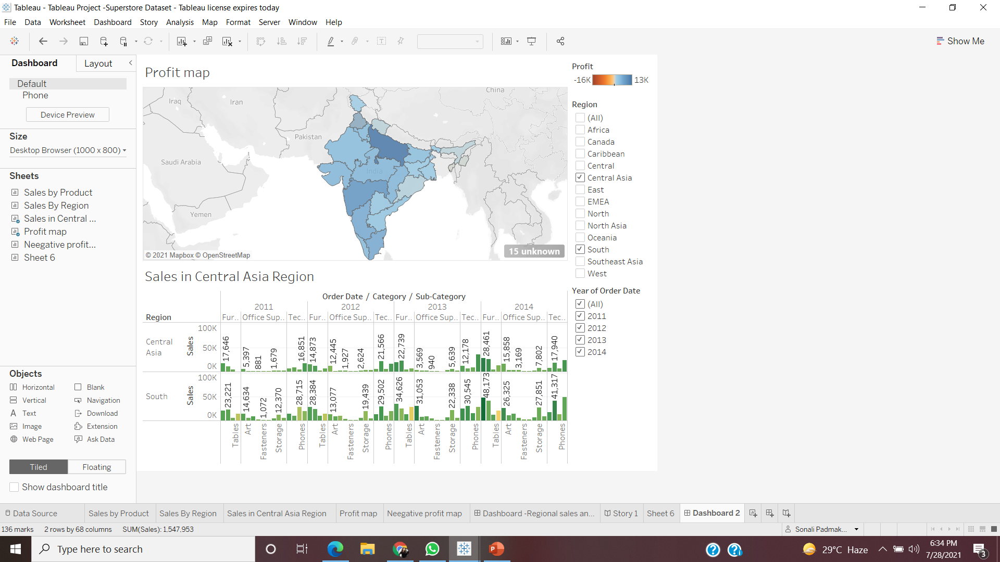 Tableau - Tableau Project -Superstore Dataset - Tableau license expires today
File Data Worksheet Dashboard Story Analysis Map Format Server Window Help
Show Me
Dashboard Layout
Default
Phone
Device Preview
Size
Desktop Browser (1000 x 800)
Sheets
Sales by Product
Sales By Region
Sales in Central ...
Profit map
Neegative profit...
Sheet 6
Objects
Horizontal Blank
Vertical Navigation
Text Download
Image Extension
Web Page Ask Data
Tiled Floating
Show dashboard title
Profit map
China
Iraq
Iran
Pakistan
Saudi Arabia
India
Yemen
© 2021 Mapbox © OpenStreetMap
15 unknown
Profit
-16K 13K
Region
(All)
Africa
Canada
Caribbean
Central
Central Asia
East
EMEA
North
North Asia
Oceania
South
Southeast Asia
West
Year of Order Date
(All)
2011
2012
2013
2014
Sales in Central Asia Region
Order Date / Category / Sub-Category
2011 2012 2013 2014
Region Fur.. Office Sup.. Tec.. Fur.. Office Sup.. Tec.. Fur.. Office Sup.. Tec.. Fur.. Office Sup.. Tec..
Central Asia
Sales
100K
50K
0K
17,646 5,397 881 1,679 16,851 14,873 12,445 1,927 2,624 21,566 22,739 3,569 940 5,639 12,178 28,461 15,858 3,169 7,802 17,940
South
Sales
100K
50K
0K
23,221 14,634 1,072 12,370 28,715 28,384 13,077 19,439 29,502 34,626 31,053 22,338 30,545 48,173 26,325 27,851 41,317
Tables Art Fasteners Storage Phones Tables Art Fasteners Storage Phones Tables Art Fasteners Storage Phones Tables Art Fasteners Storage Phones
Data Source Sales by Product Sales By Region Sales in Central Asia Region Profit map Neegative profit map Dashboard -Regional sales an... Story 1 Sheet 6 Dashboard 2
136 marks 2 rows by 68 columns SUM(Sales): 1,547,953 Sonali Padmak...
Type here to search
29°C Haze
6:34 PM
7/28/2021
3